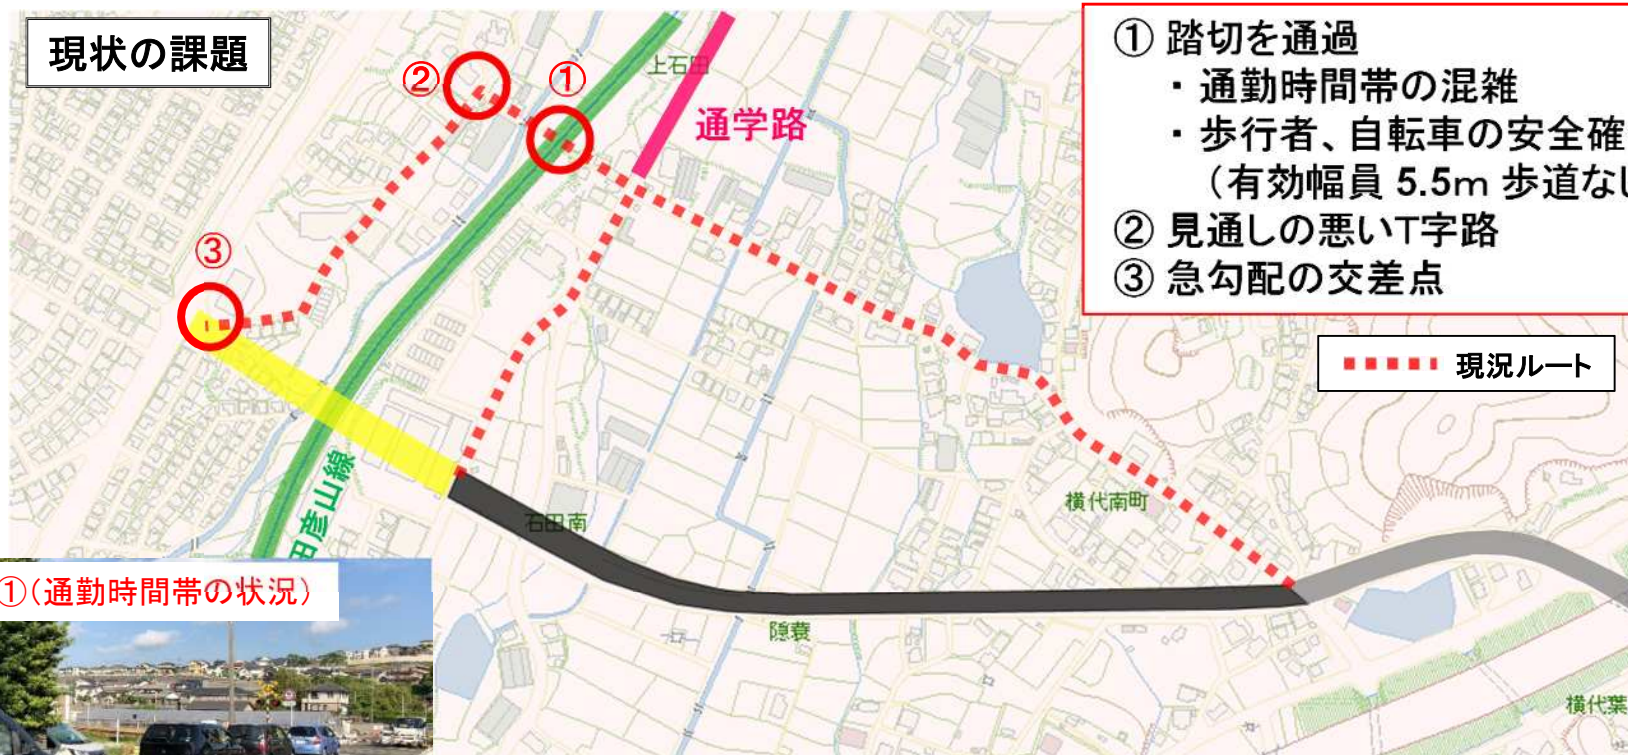 現状の課題
① 踏切を通過
・通勤時間帯の混雑
・歩行者、自転車の安全確
（有効幅員 5.5m 歩道なし
② 見通しの悪いT字路
③ 急勾配の交差点
現況ルート
②
①
上石田
通学路
③
田彦山線
石田南
横代南町
隠蓑
横代葉
①(通勤時間帯の状況)